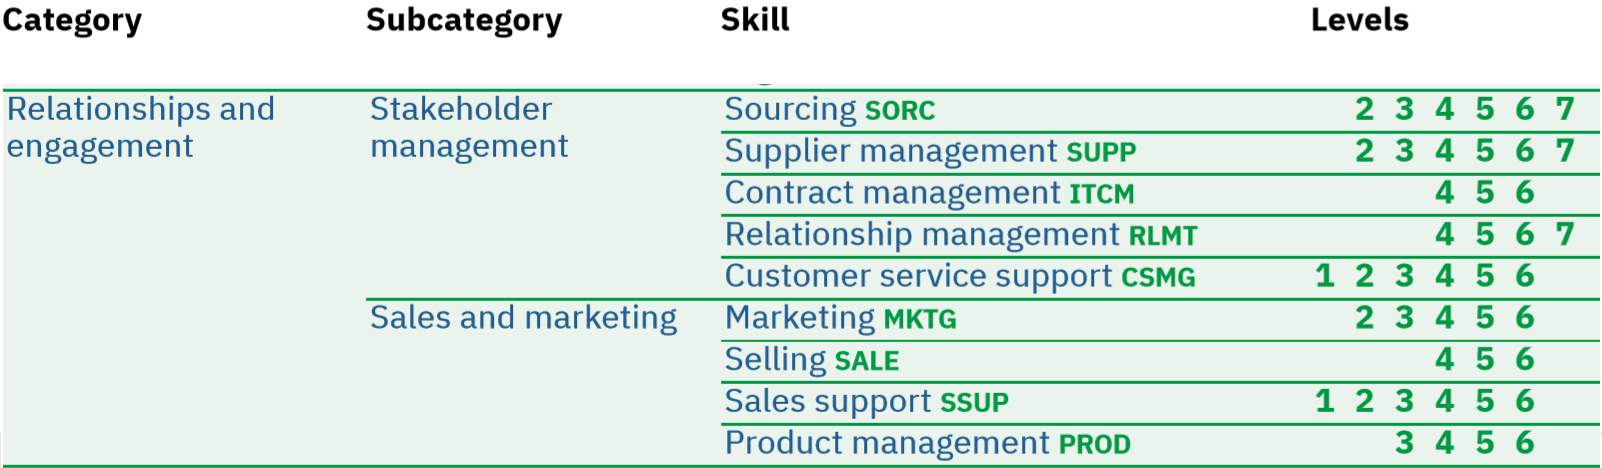 Category Subcategory Skill Levels
Relationships and Stakeholder Sourcing SORC 2 3 4 5 6 7
engagement management Supplier management SUPP 2 3 4 5 6 7
Contract management ITCM 4 5 6
Relationship management RLMT 4 5 6 7
Customer service support CSMG 1 2 3 4 5 6
Sales and marketing Marketing MKTG 2 3 4 5 6
Selling SALE 4 5 6
Sales support SSUP 1 2 3 4 5 6
Product management PROD 3 4 5 6